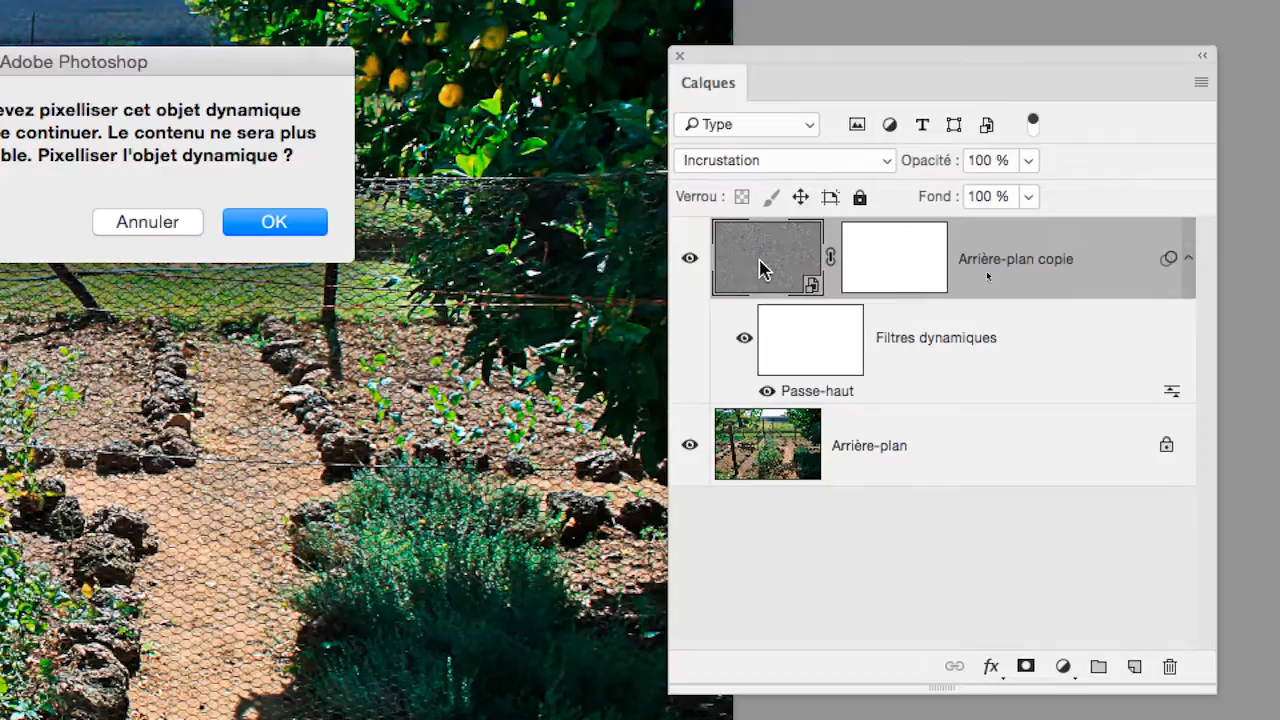 Adobe Photoshop
evez pixelliser cet objet dynamique
e continuer. Le contenu ne sera plus
ble. Pixelliser l'objet dynamique ?
Annuler
OK
Calques
Type
Incrustation
Opacité :
100 %
Verrou :
Fond :
100 %
Arrière-plan copie
Filtres dynamiques
Passe-haut
Arrière-plan
fx